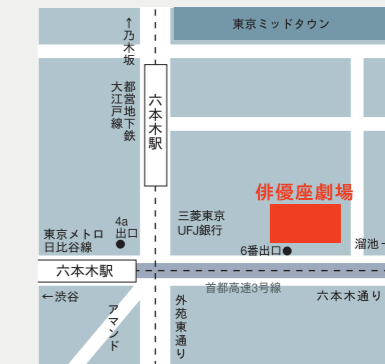 東京ミッドタウン
↑乃木坂
都営地下鉄
大江戸線
六本木駅
俳優座劇場
4a
出口
三菱東京
UFJ銀行
東京メトロ
日比谷線
6番出口
溜池→
六本木駅
首都高速3号線
←渋谷
六本木通り
アマンド
外苑東通り